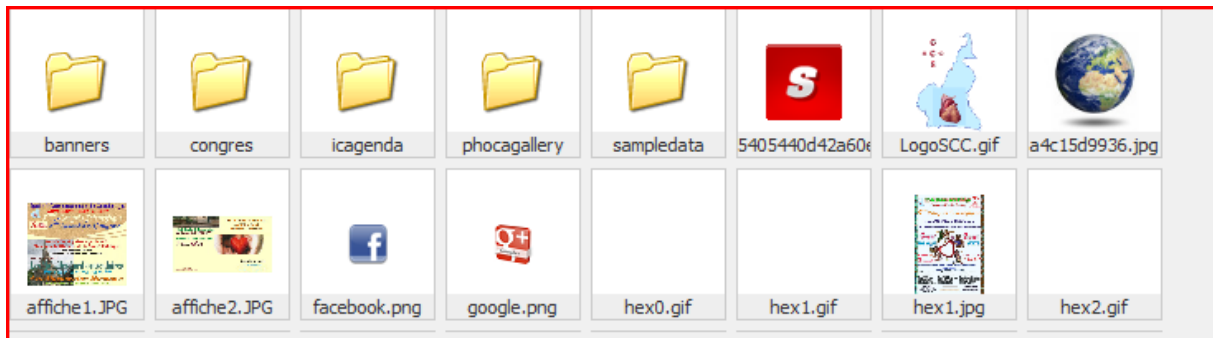 banners
congres
icagenda
phocagallery
sampledata
S
5405440d42a60
LogoSCC.gif
a4c15d9936.jpg
affiche1.JPG
affiche2.JPG
f
facebook.png
g+
google.png
hex0.gif
hex1.gif
hex1.jpg
hex2.gif